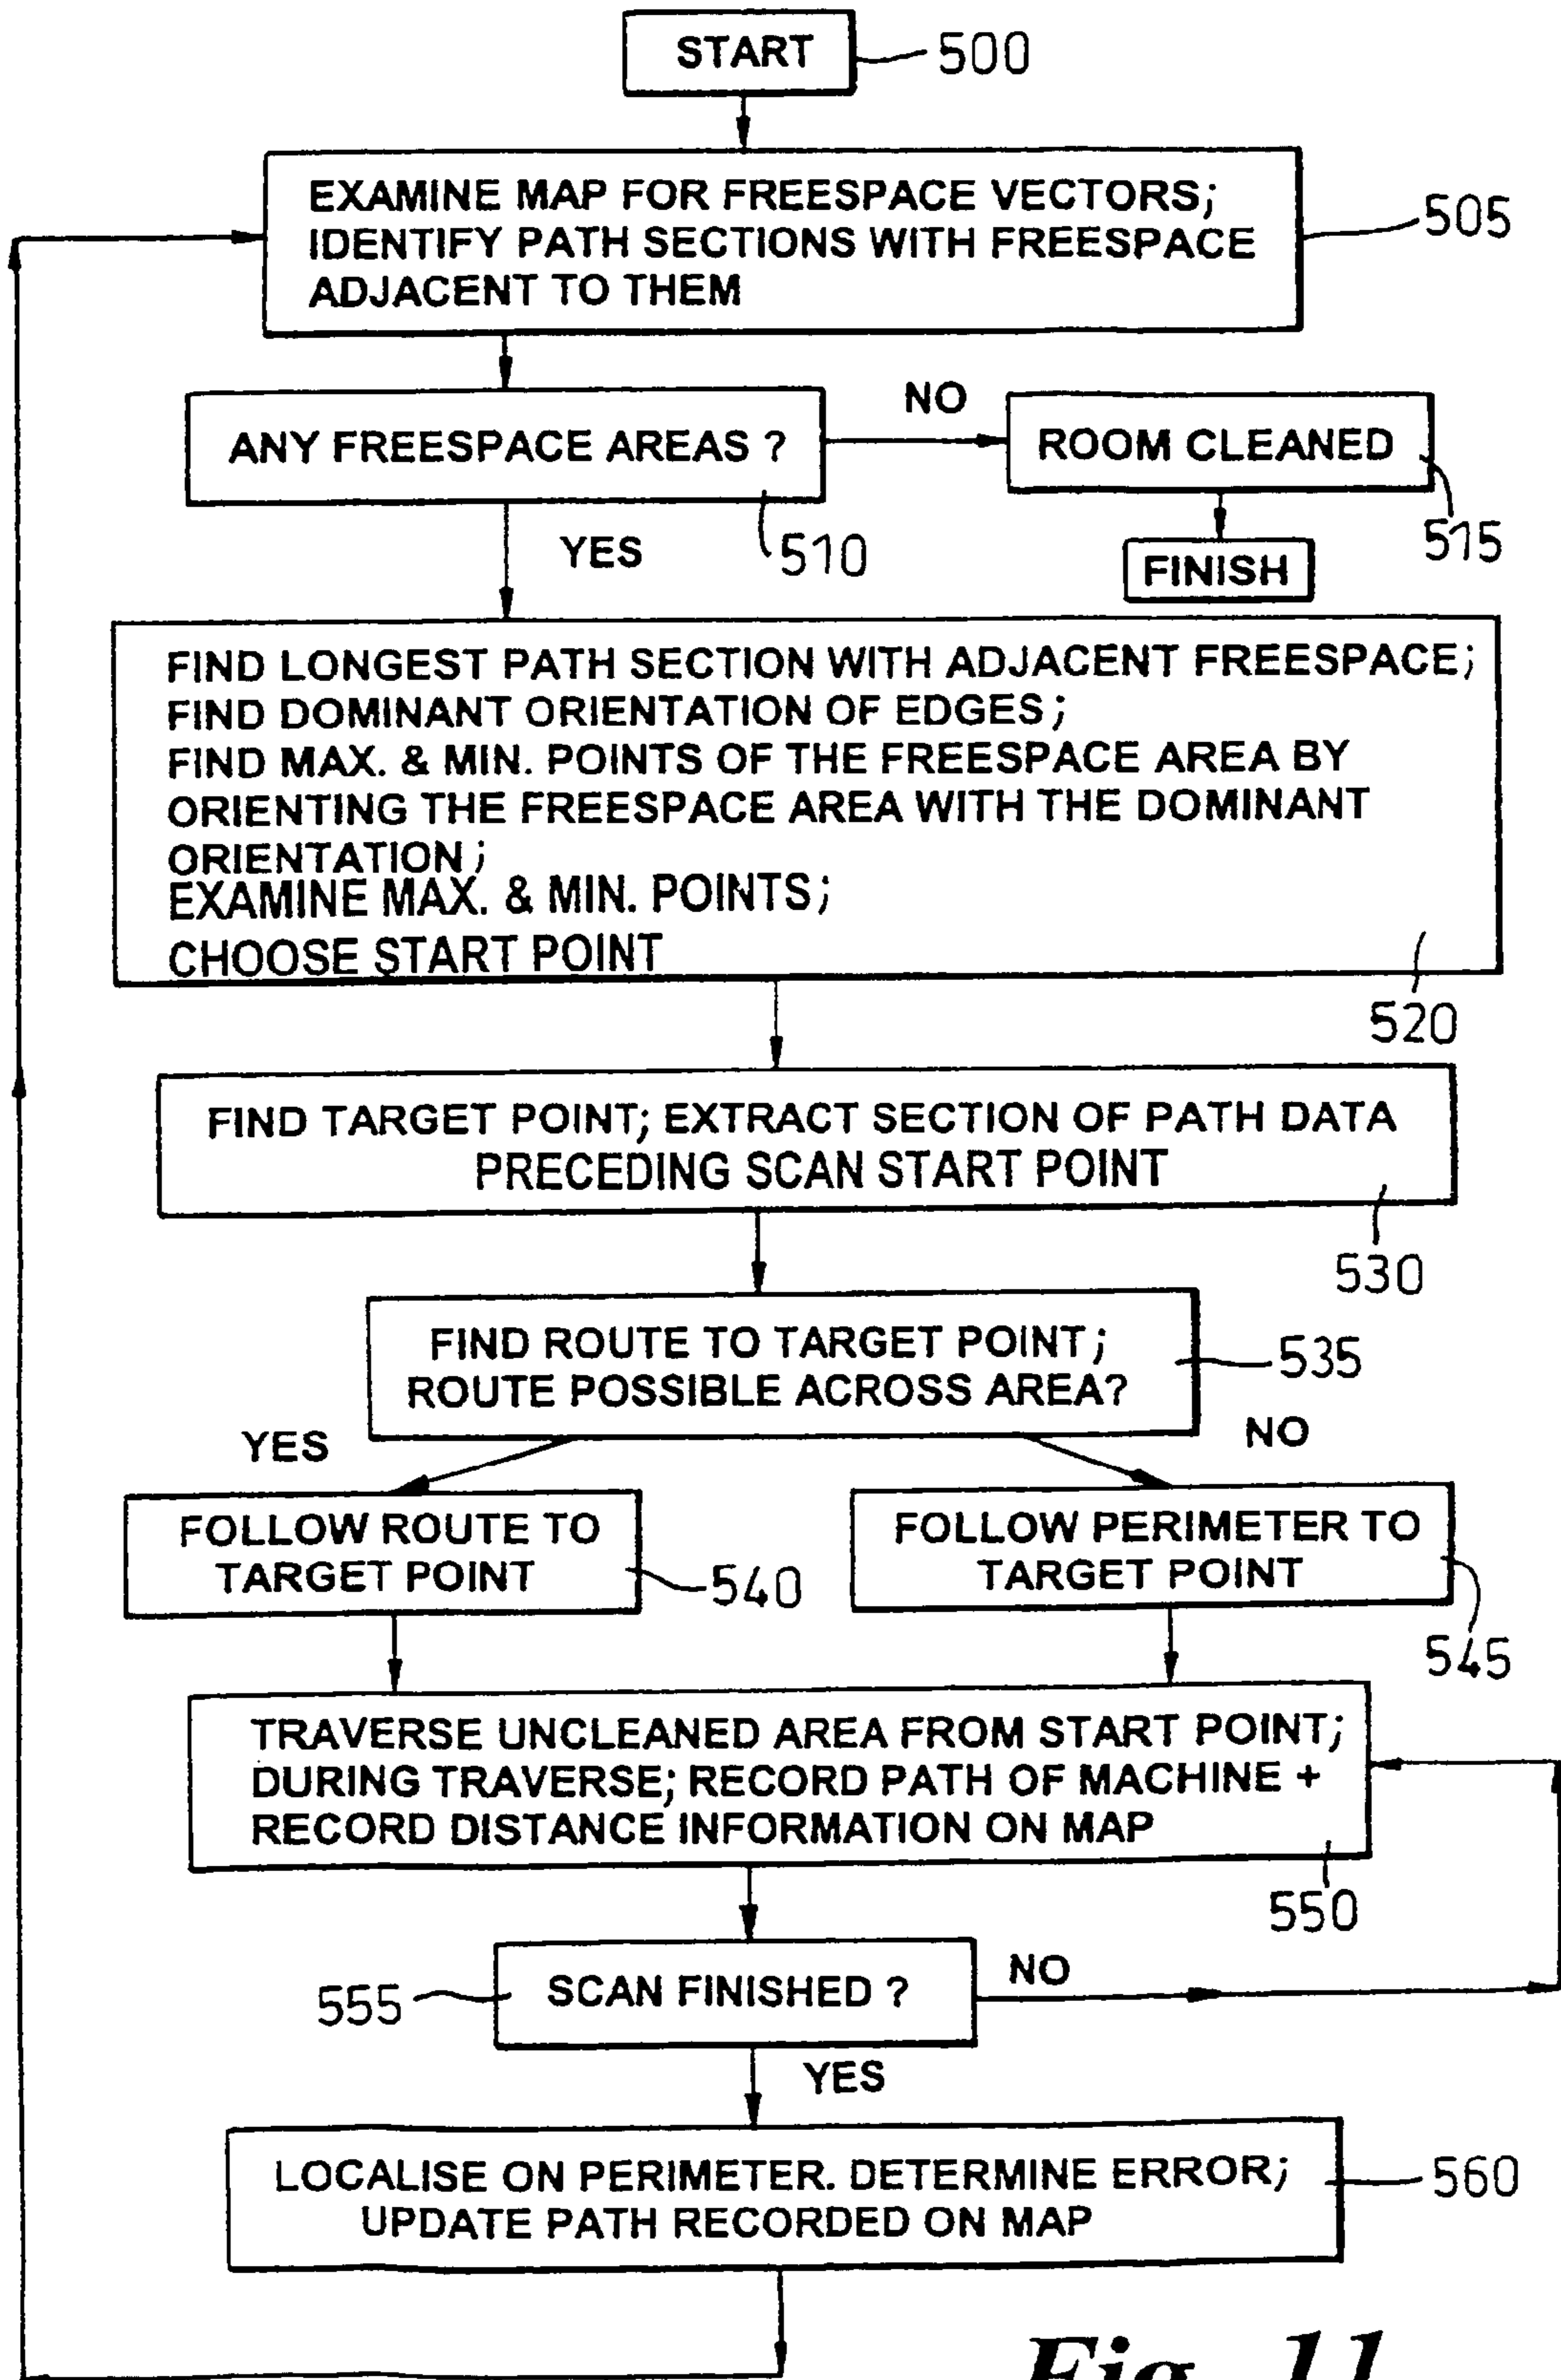 START
500
EXAMINE MAP FOR FREESPACE VECTORS;
IDENTIFY PATH SECTIONS WITH FREESPACE
ADJACENT TO THEM
505
ANY FREESPACE AREAS ?
510
NO
ROOM CLEANED
515
FINISH
YES
FIND LONGEST PATH SECTION WITH ADJACENT FREESPACE;
FIND DOMINANT ORIENTATION OF EDGES;
FIND MAX. & MIN. POINTS OF THE FREESPACE AREA BY
ORIENTING THE FREESPACE AREA WITH THE DOMINANT
ORIENTATION;
EXAMINE MAX. & MIN. POINTS;
CHOOSE START POINT
520
FIND TARGET POINT; EXTRACT SECTION OF PATH DATA
PRECEDING SCAN START POINT
530
FIND ROUTE TO TARGET POINT;
ROUTE POSSIBLE ACROSS AREA?
535
YES
NO
FOLLOW ROUTE TO
TARGET POINT
540
FOLLOW PERIMETER TO
TARGET POINT
545
TRAVERSE UNCLEANED AREA FROM START POINT;
DURING TRAVERSE; RECORD PATH OF MACHINE +
RECORD DISTANCE INFORMATION ON MAP
550
555
SCAN FINISHED ?
NO
YES
LOCALISE ON PERIMETER. DETERMINE ERROR;
UPDATE PATH RECORDED ON MAP
560
Fig. 11